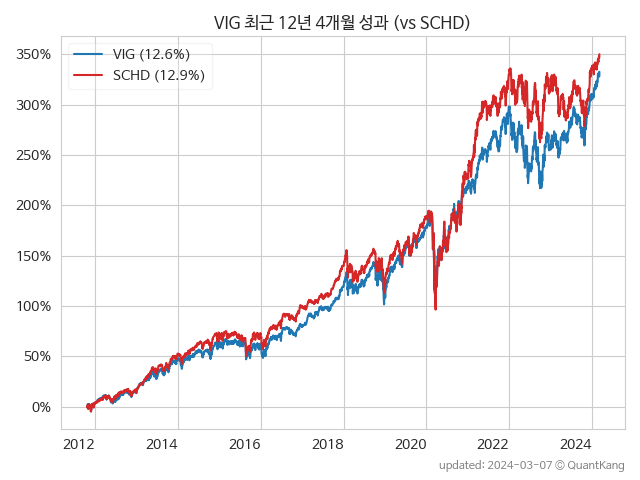 VIG 최근 12년 4개월 성과 (vs SCHD)
VIG (12.6%)
SCHD (12.9%)
350%
300%
250%
200%
150%
100%
50%
0%
2012 2014 2016 2018 2020 2022 2024
updated: 2024-03-07 © QuantKang